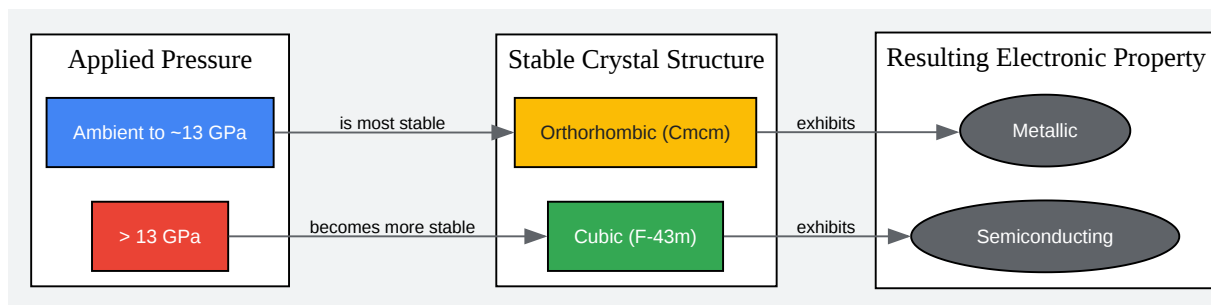 Applied Pressure
Stable Crystal Structure
Resulting Electronic Property
Ambient to ~13 GPa
is most stable
Orthorhombic (Cmcm)
exhibits
Metallic
> 13 GPa
becomes more stable
Cubic (F-43m)
exhibits
Semiconducting